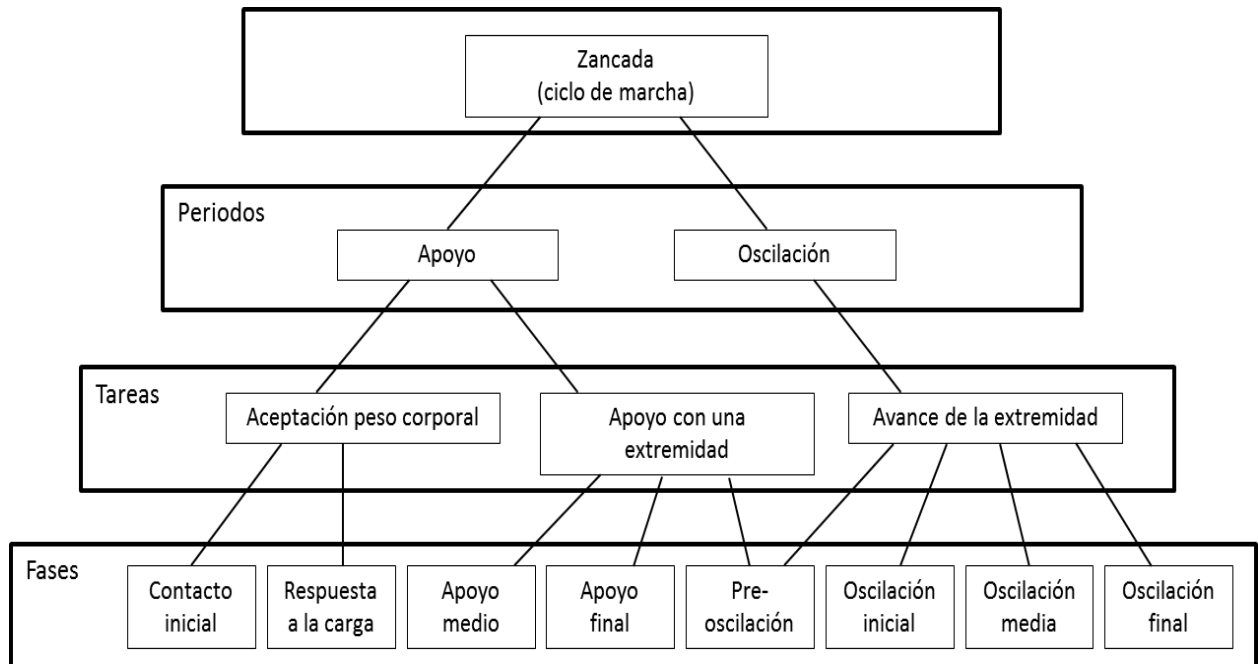 Zancada
(ciclo de marcha)
Periodos
Apoyo
Oscilación
Tareas
Aceptación peso corporal
Apoyo con una
extremidad
Avance de la extremidad
Fases
Contacto
inicial
Respuesta
a la carga
Apoyo
medio
Apoyo
final
Pre-
oscilación
Oscilación
inicial
Oscilación
media
Oscilación
final